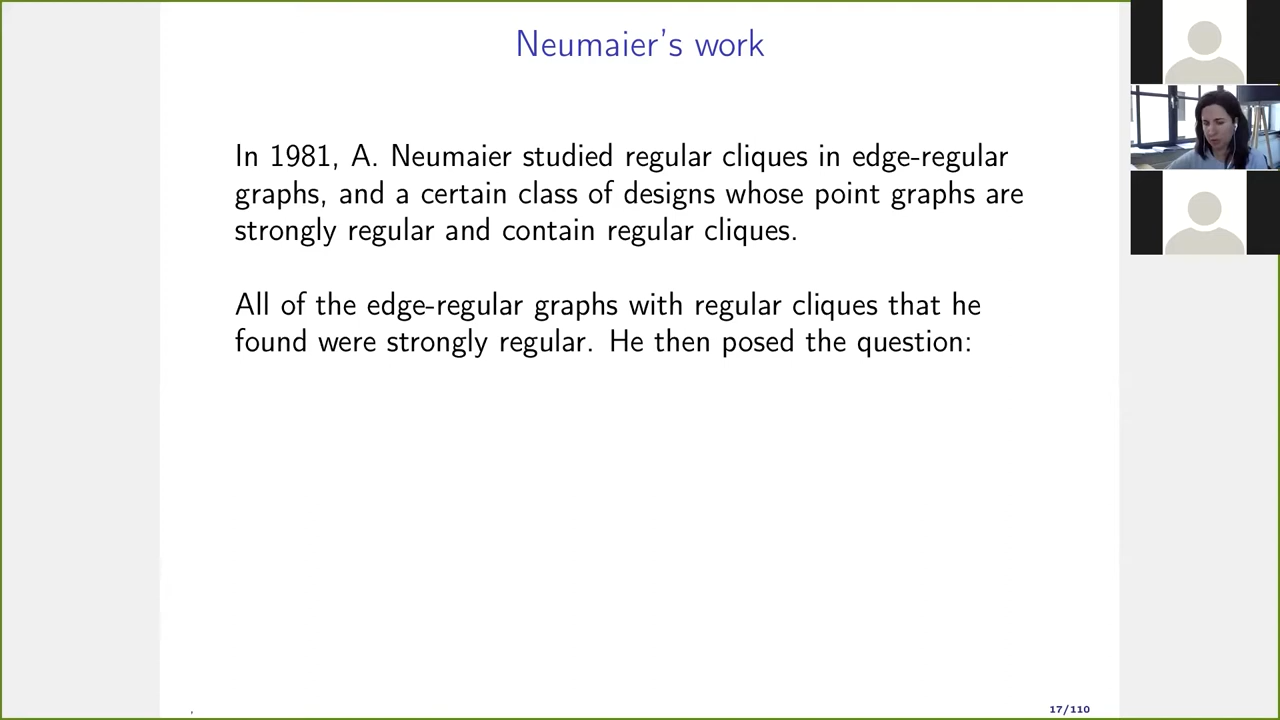 Neumaier's work
In 1981, A. Neumaier studied regular cliques in edge-regular
graphs, and a certain class of designs whose point graphs are
strongly regular and contain regular cliques.
All of the edge-regular graphs with regular cliques that he
found were strongly regular. He then posed the question:
,
17/110